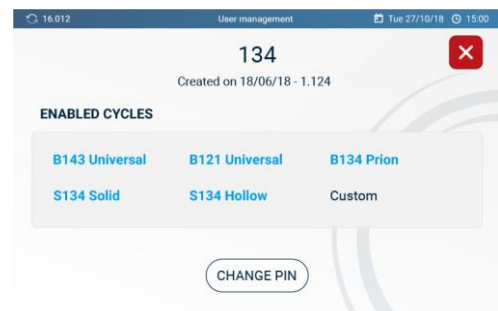 16.012 User management Tue 27/10/18 15:00
134
Created on 18/06/18 - 1.124
ENABLED CYCLES
B143 Universal B121 Universal B134 Prion
S134 Solid S134 Hollow Custom
CHANGE PIN